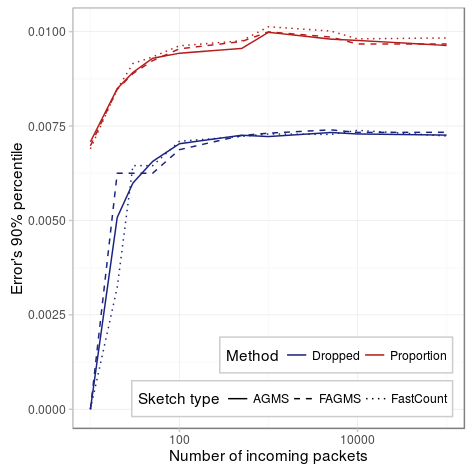 0.0100
0.0075
0.0050
0.0025
0.0000
Error's 90% percentile
Method Dropped Proportion
Sketch type AGMS FAGMS FastCount
100 10000
Number of incoming packets